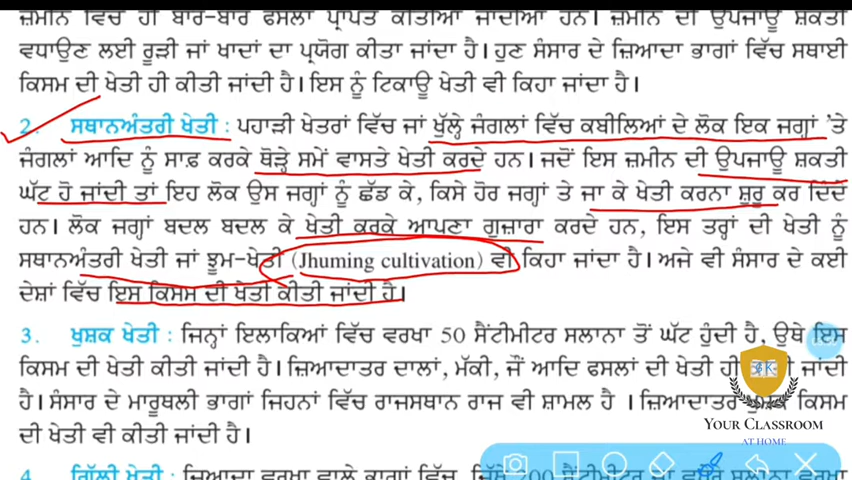 ਜ਼ਮੀਨ ਵਿੱਚ ਹੀ ਬਾਰ-ਬਾਰ ਫਸਲਾਂ ਪ੍ਰਾਪਤ ਕੀਤੀਆਂ ਜਾਂਦੀਆਂ ਹਨ। ਜ਼ਮੀਨ ਦੀ ਉਪਜਾਊ ਸ਼ਕਤੀ
ਵਧਾਉਣ ਲਈ ਰੂੜੀ ਜਾਂ ਖਾਦਾਂ ਦਾ ਪ੍ਰਯੋਗ ਕੀਤਾ ਜਾਂਦਾ ਹੈ। ਹੁਣ ਸੰਸਾਰ ਦੇ ਜ਼ਿਆਦਾ ਭਾਗਾਂ ਵਿੱਚ ਸਥਾਈ
ਕਿਸਮ ਦੀ ਖੇਤੀ ਹੀ ਕੀਤੀ ਜਾਂਦੀ ਹੈ। ਇਸ ਨੂੰ ਟਿਕਾਊ ਖੇਤੀ ਵੀ ਕਿਹਾ ਜਾਂਦਾ ਹੈ।
2. ਸਥਾਨਅੰਤਰੀ ਖੇਤੀ : ਪਹਾੜੀ ਖੇਤਰਾਂ ਵਿੱਚ ਜਾਂ ਖੁੱਲ੍ਹੇ ਜੰਗਲਾਂ ਵਿੱਚ ਕਬੀਲਿਆਂ ਦੇ ਲੋਕ ਇਕ ਜਗ੍ਹਾਂ 'ਤੇ
ਜੰਗਲਾਂ ਆਦਿ ਨੂੰ ਸਾਫ਼ ਕਰਕੇ ਥੋੜ੍ਹੇ ਸਮੇਂ ਵਾਸਤੇ ਖੇਤੀ ਕਰਦੇ ਹਨ। ਜਦੋਂ ਇਸ ਜ਼ਮੀਨ ਦੀ ਉਪਜਾਊ ਸ਼ਕਤੀ
ਘੱਟ ਹੋ ਜਾਂਦੀ ਤਾਂ ਇਹ ਲੋਕ ਉਸ ਜਗ੍ਹਾਂ ਨੂੰ ਛੱਡ ਕੇ, ਕਿਸੇ ਹੋਰ ਜਗ੍ਹਾਂ ਤੇ ਜਾ ਕੇ ਖੇਤੀ ਕਰਨਾ ਸ਼ੁਰੂ ਕਰ ਦਿੰਦੇ
ਹਨ। ਲੋਕ ਜਗ੍ਹਾਂ ਬਦਲ ਬਦਲ ਕੇ ਖੇਤੀ ਕਰਕੇ ਆਪਣਾ ਗੁਜ਼ਾਰਾ ਕਰਦੇ ਹਨ, ਇਸ ਤਰ੍ਹਾਂ ਦੀ ਖੇਤੀ ਨੂੰ
ਸਥਾਨਅੰਤਰੀ ਖੇਤੀ ਜਾਂ ਝੂਮ-ਖੇਤੀ (Jhuming cultivation) ਵੀ ਕਿਹਾ ਜਾਂਦਾ ਹੈ। ਅਜੇ ਵੀ ਸੰਸਾਰ ਦੇ ਕਈ
ਦੇਸ਼ਾਂ ਵਿੱਚ ਇਸ ਕਿਸਮ ਦੀ ਖੇਤੀ ਕੀਤੀ ਜਾਂਦੀ ਹੈ।
3. ਖੁਸ਼ਕ ਖੇਤੀ : ਜਿਨ੍ਹਾਂ ਇਲਾਕਿਆਂ ਵਿੱਚ ਵਰਖਾ 50 ਸੈਂਟੀਮੀਟਰ ਸਲਾਨਾ ਤੋਂ ਘੱਟ ਹੁੰਦੀ ਹੈ, ਉਥੇ ਇਸ
ਕਿਸਮ ਦੀ ਖੇਤੀ ਕੀਤੀ ਜਾਂਦੀ ਹੈ। ਜ਼ਿਆਦਾਤਰ ਦਾਲਾਂ, ਮੱਕੀ, ਜੌਂ ਆਦਿ ਫਸਲਾਂ ਦੀ ਖੇਤੀ ਹੀ ਜਾਂਦੀ
ਹੈ। ਸੰਸਾਰ ਦੇ ਮਾਰੂਥਲੀ ਭਾਗਾਂ ਜਿਹਨਾਂ ਵਿੱਚ ਰਾਜਸਥਾਨ ਰਾਜ ਵੀ ਸ਼ਾਮਲ ਹੈ । ਜ਼ਿਆਦਾਤਰ ਕਿਸਮ
ਦੀ ਖੇਤੀ ਵੀ ਕੀਤੀ ਜਾਂਦੀ ਹੈ।
YOUR CLASSROOM
AT HOME
4. ਗਿੱਲੀ ਖੇਤੀ : ਜ਼ਿਆਦਾ ਵਰਖਾ ਵਾਲੇ ਭਾਗਾਂ ਵਿੱਚ, ਜਿੱਥੇ 200 ਸੈਂਟੀਮੀਟਰ ਸਲਾਨਾ ਵਰਖਾ